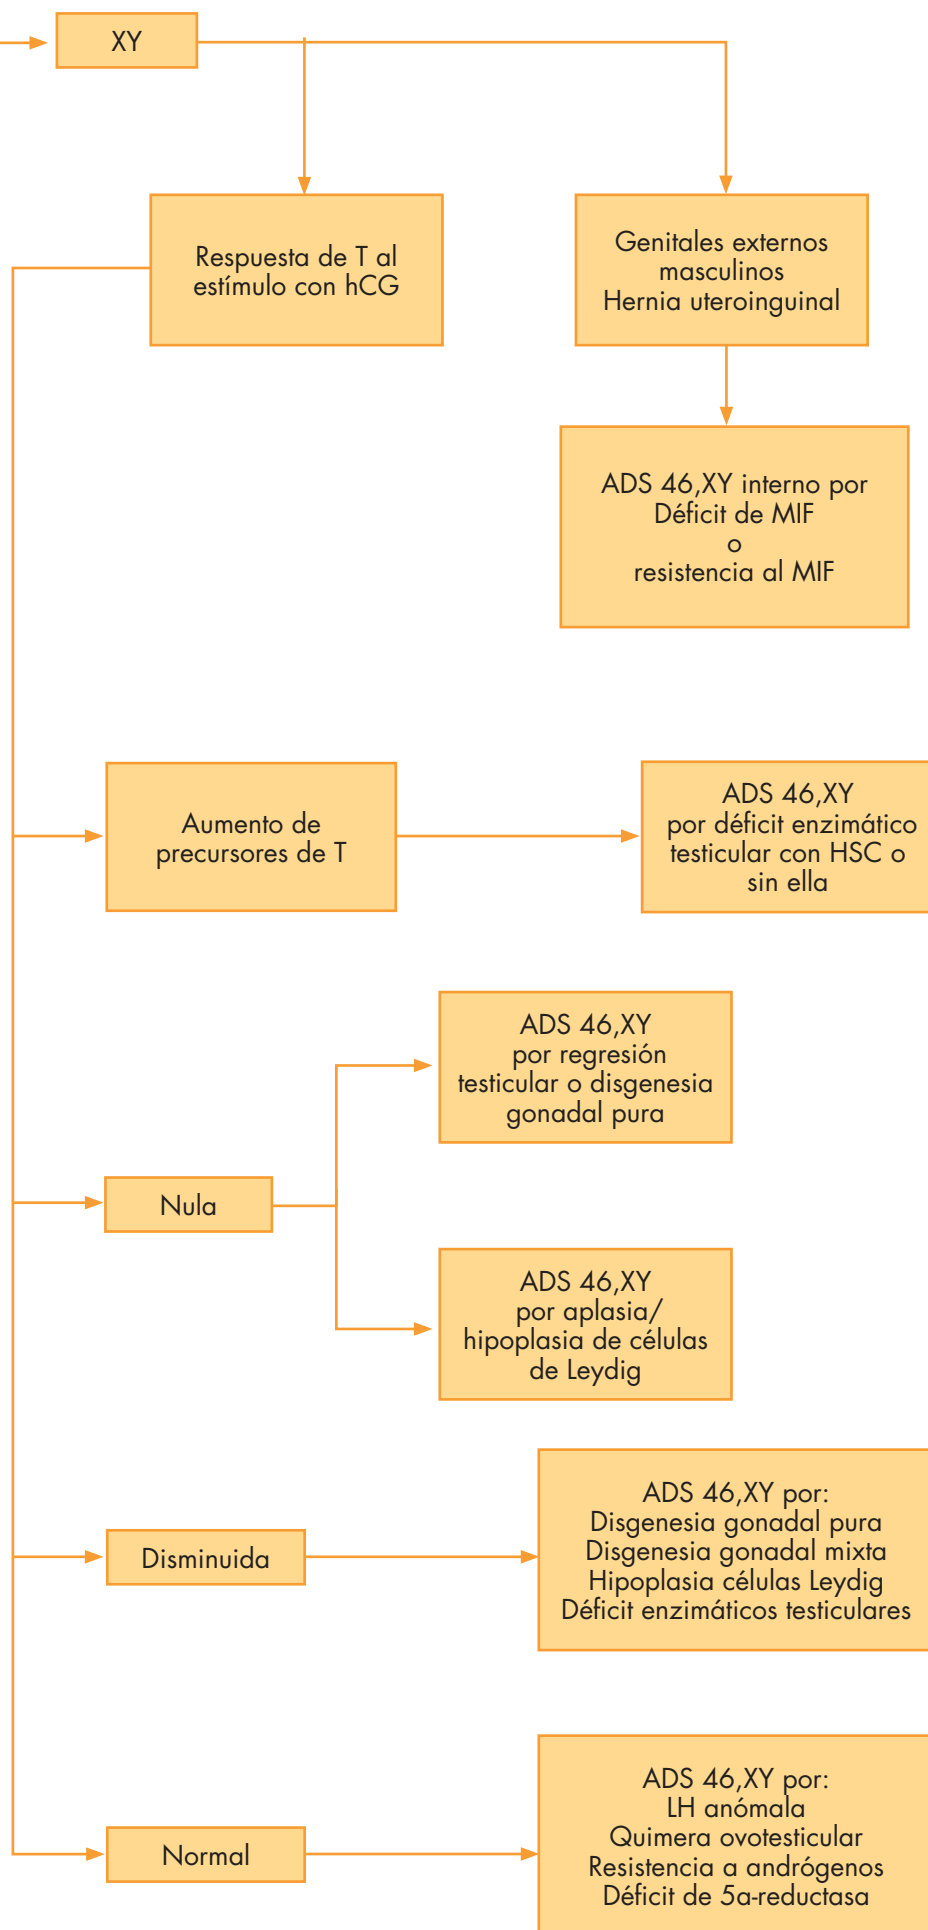 XY
Respuesta de T al
estímulo con hCG
Genitales externos
masculinos
Hernia uteroinguinal
ADS 46,XY interno por
Déficit de MIF
o
resistencia al MIF
Aumento de
precursores de T
ADS 46,XY
por déficit enzimático
testicular con HSC o
sin ella
ADS 46,XY
por regresión
testicular o disgenesia
gonadal pura
Nula
ADS 46,XY
por aplasia/
hipoplasia de células
de Leydig
Disminuida
ADS 46,XY por:
Disgenesia gonadal pura
Disgenesia gonadal mixta
Hipoplasia células Leydig
Déficit enzimáticos testiculares
Normal
ADS 46,XY por:
LH anómala
Quimera ovotesticular
Resistencia a andrógenos
Déficit de 5a-reductasa